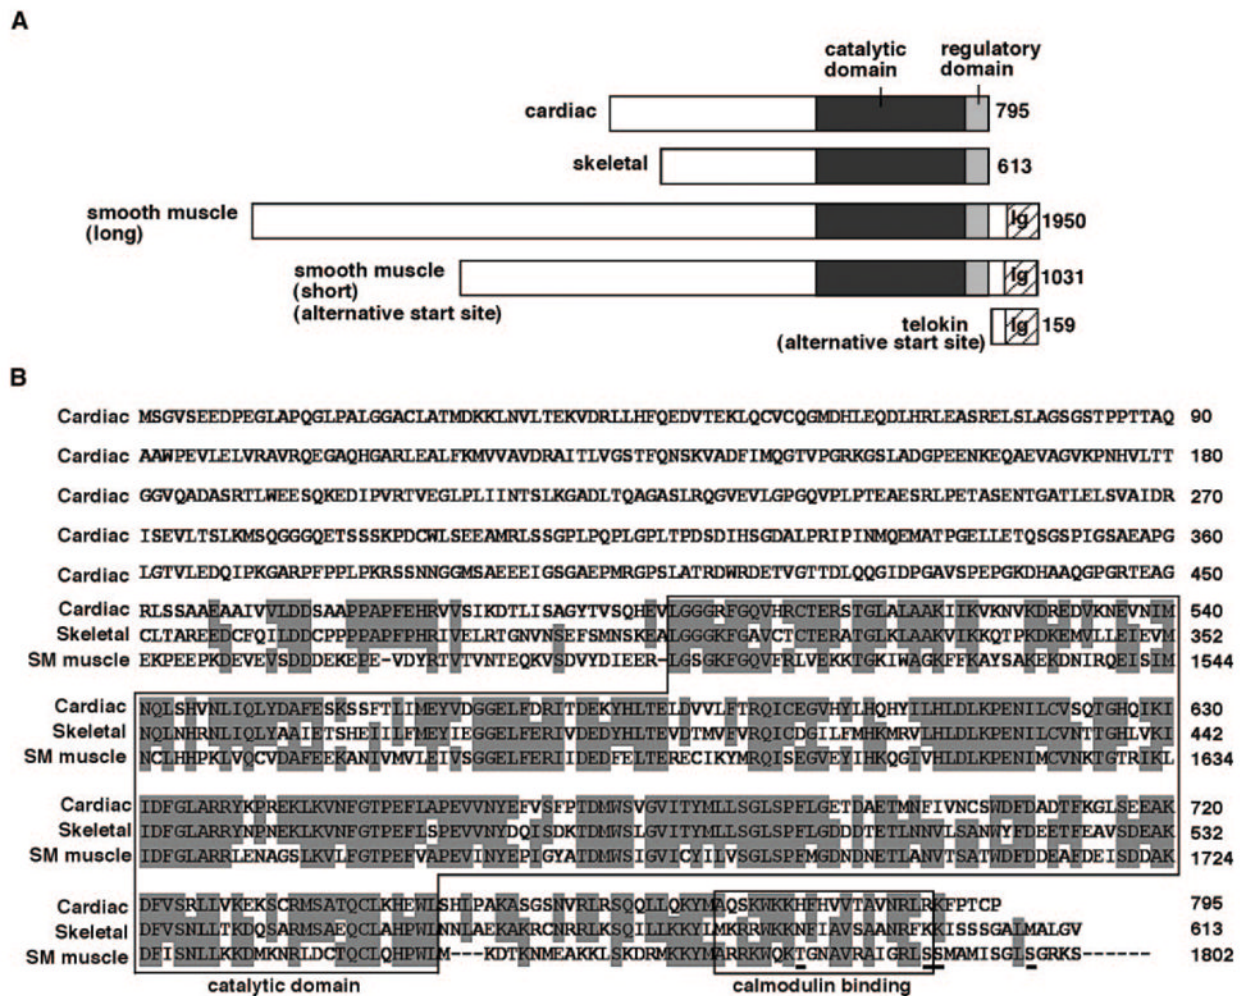 A
catalytic domain
regulatory domain
cardiac 795
skeletal 613
smooth muscle (long) Ig 1950
smooth muscle (short) (alternative start site) Ig 1031
telokin (alternative start site) Ig 159
B
Cardiac MSGVSEEDPEGLAPQGLPALGGACLATMDKKLNVLTEKVDRLLHFQEDVTEKLQCVCQGMDHLEQDLHRLEASRELSLAGSGSTPPTTAQ 90
Cardiac AAWPEVLELVRAVRQEGAQHGARLEALFKMVVAVDRAITLVGSTFQNSKVADFIMQGTVPGRKGSLADGPEENKEQAEVAGVKPNHVLTT 180
Cardiac GGVQADASRTLWEESQKEDIPVRTVEGLPLIINTSLKGADLTQAGASLRQGVEVLGPGQVPLPTEAESRLPETASENTGATLELSVAIDR 270
Cardiac ISEVLTSLKMSQGGGQETSSSKPDCWLSEEAMRLSSGPLPQPLGPLTPDSDIHSGDALPRIPINMQEMATPGELLETQSGSPIGSAEAPG 360
Cardiac LGTVLEDQIPKGARPFPPLPKRSSNNGGMSAEEEIGSGAEPMRGPSLATRDWRDETVGTTDLQQGIDPGAVSPEPGKDHAAQGPGRTEAG 450
Cardiac RLSSAAEAAIVVLDDSAAPPAPFEHRVVSIKDTLISAGYTVSQHEVLGGGRFGQVHRCTERSTGLALAAKIIKVKNVKDREDVKNEVNIM 540
Skeletal CLTAREEDCFQILDDCPPPPAPFPHRIVELRTGNVNSEFSMNSKEALGGGKFGAVCTCTERATGLKLAAKVIKKQTPKDKEMVLLEIEVM 352
SM muscle EKPEEPKDEVEVSDDDEKEPE-VDYRTVTVNTEQKVSDVYDIEER-LGSGKFGQVFRLVEKKTGKIWAGKFFKAYSAKEKDNIRQEISIM 1544
Cardiac NQLSHVNLIQLYDAFESKSSFTLIMEYVDGGELFDRITDEKYHLTELDVVLFTRQICEGVHYLHQHYILHLDLKPENILCVSQTGHQIKI 630
Skeletal NQLNHRNLIQLYAAIETSHEIILFMEYIEGGELFERIVDEDYHLTEVDTMVFVRQICDGILFMHKMRVLHLDLKPENILCVNTTGHLVKI 442
SM muscle NCLHHPKLVQCVDAFEEKANIVMVLEIVSGGELFERIIDEDFELTERECIKYMRQISEGVEYIHKQGIVHLDLKPENIMCVNKTGTRIKL 1634
Cardiac IDFGLARRYKPREKLKVNFGTPEFLAPEVVNYEFVSFPTDMWSVGVITYMLLSGLSPFLGETDAETMNFIVNCSWDFDADTFKGLSEEAK 720
Skeletal IDFGLARRYNPNEKLKVNFGTPEFLSPEVVNYDQISDKTDMWSLGVITYMLLSGLSPFLGDDDTETLNNVLSANWYFDEETFEAVSDEAK 532
SM muscle IDFGLARRLENAGSLKVLFGTPEFVAPEVINYEPIGYATDMWSIGVICYILVSGLSPFMGDNDNETLANVTSATWDFDDEAFDEISDDAK 1724
Cardiac DFVSRLLVKEKSCRMSATQCLKHEWLSHLPAKASGSNVRLRSQQLLQKYMAQSKWKKHFHVVTAVNRLRKFPTCP 795
Skeletal DFVSNLLTKDQSARMSAEQCLAHPWLNNLAEKAKRCNRRLKSQILLKKYLMKRRWKKNFIAVSAANRFKKISSSGALMALGV 613
SM muscle DFISNLLKKDMKNRLDCTQCLQHPWLM---KDTKNMEAKKLSKDRMKKYMARRKWQKTGNAVRAIGRLSSMAMISGLSGRKS------ 1802
catalytic domain
calmodulin binding